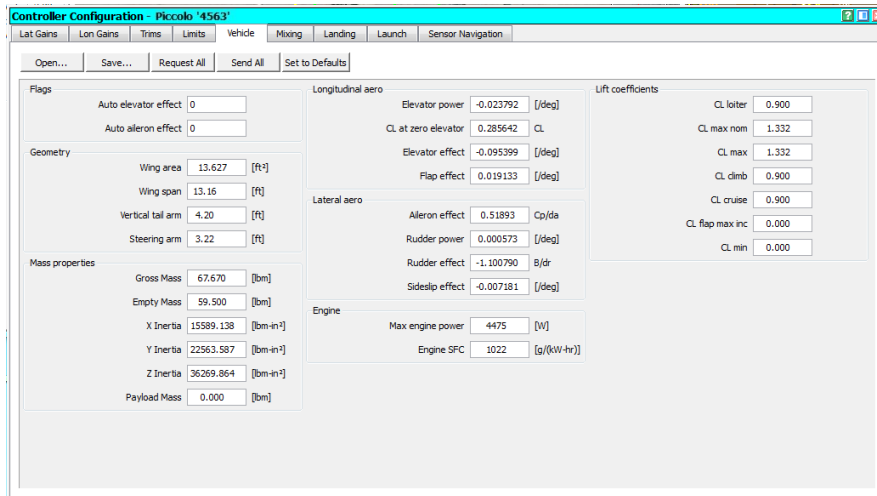 Controller Configuration - Piccolo '4563'
Lat Gains Lon Gains Trims Limits Vehicle Mixing Landing Launch Sensor Navigation
Open... Save... Request All Send All Set to Defaults
Flags
Auto elevator effect 0
Auto aileron effect 0
Geometry
Wing area 13.627 [ft²]
Wing span 13.16 [ft]
Vertical tail arm 4.20 [ft]
Steering arm 3.22 [ft]
Mass properties
Gross Mass 67.670 [lbm]
Empty Mass 59.500 [lbm]
X Inertia 15589.138 [lbm-in²]
Y Inertia 22563.587 [lbm-in²]
Z Inertia 36269.864 [lbm-in²]
Payload Mass 0.000 [lbm]
Longitudinal aero
Elevator power -0.023792 [/deg]
CL at zero elevator 0.285642 CL
Elevator effect -0.095399 [/deg]
Flap effect 0.019133 [/deg]
Lateral aero
Aileron effect 0.51893 Cp/da
Rudder power 0.000573 [/deg]
Rudder effect -1.100790 B/dr
Sideslip effect -0.007181 [/deg]
Engine
Max engine power 4475 [W]
Engine SFC 1022 [g/(kW-hr)]
Lift coefficients
CL loiter 0.900
CL max nom 1.332
CL max 1.332
CL climb 0.900
CL cruise 0.900
CL flap max inc 0.000
CL min 0.000